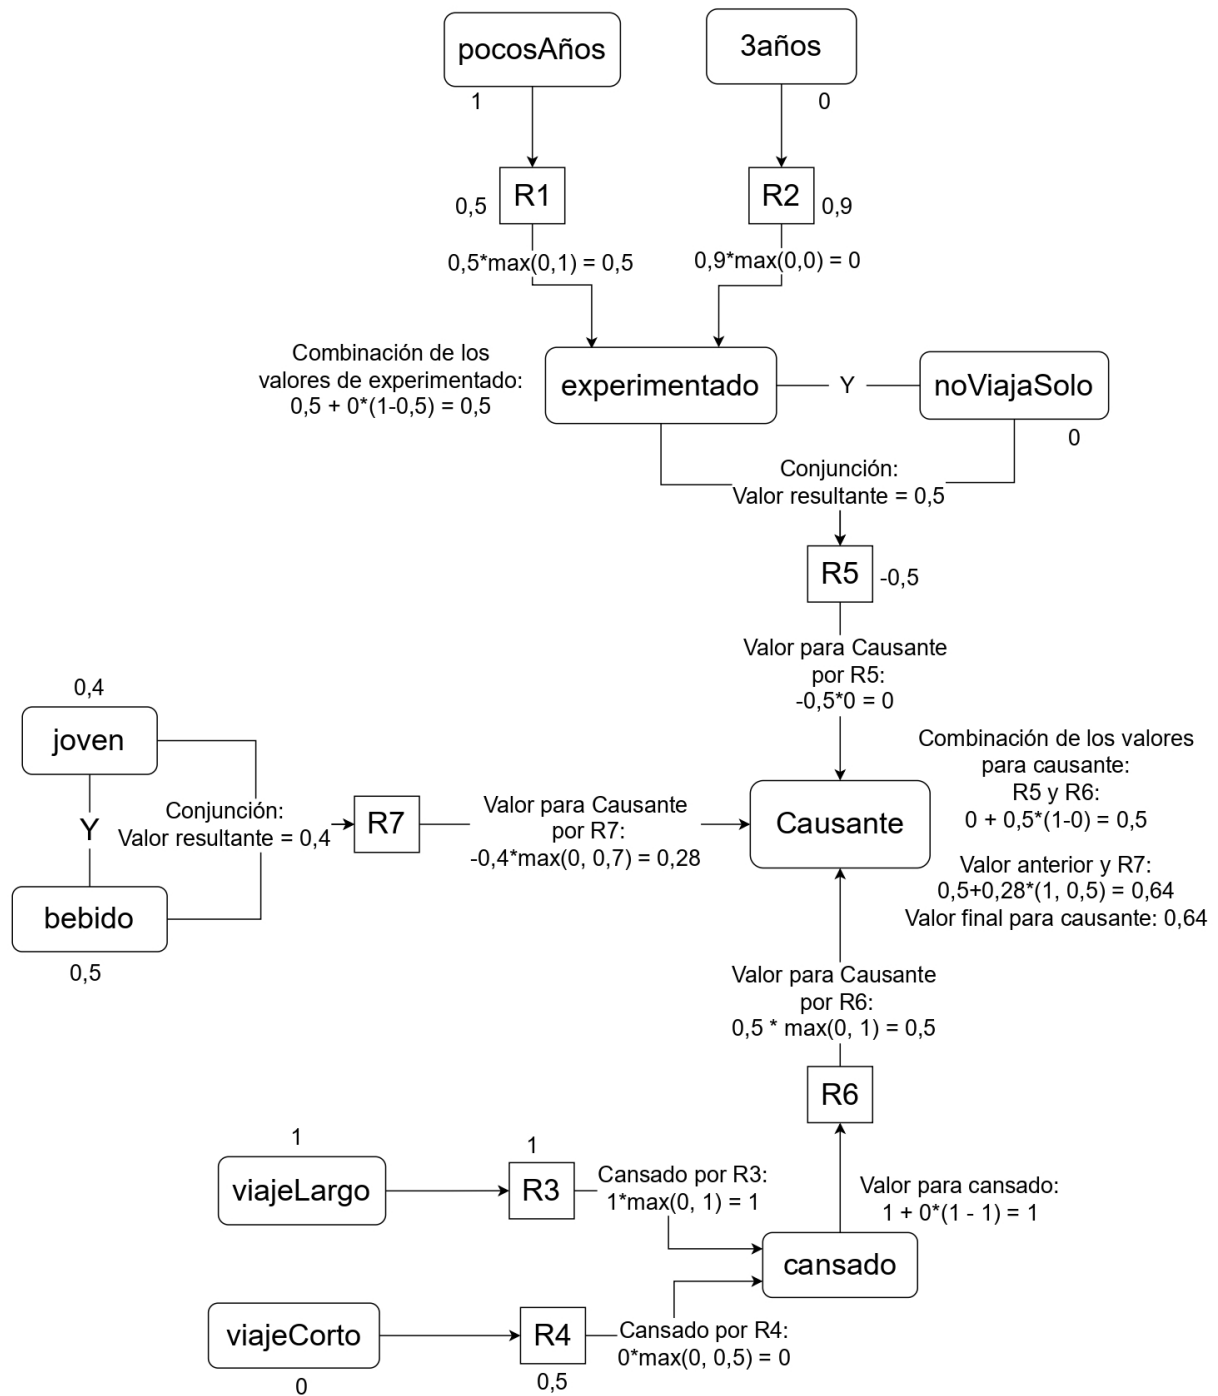 pocosAños
3años
1
0
R1
0,5
R2
0,9
0,5*max(0,1) = 0,5
0,9*max(0,0) = 0
Combinación de los
valores de experimentado:
0,5 + 0*(1-0,5) = 0,5
experimentado
Y
noViajaSolo
0
Conjunción:
Valor resultante = 0,5
R5
-0,5
Valor para Causante
por R5:
-0,5*0 = 0
0,4
joven
Y
bebido
0,5
Conjunción:
Valor resultante = 0,4
R7
Valor para Causante
por R7:
-0,4*max(0, 0,7) = 0,28
Causante
Combinación de los valores
para causante:
R5 y R6:
0 + 0,5*(1-0) = 0,5
Valor anterior y R7:
0,5+0,28*(1, 0,5) = 0,64
Valor final para causante: 0,64
Valor para Causante
por R6:
0,5 * max(0, 1) = 0,5
R6
1
viajeLargo
1
R3
Cansado por R3:
1*max(0, 1) = 1
Valor para cansado:
1 + 0*(1 - 1) = 1
cansado
viajeCorto
0
R4
0,5
Cansado por R4:
0*max(0, 0,5) = 0